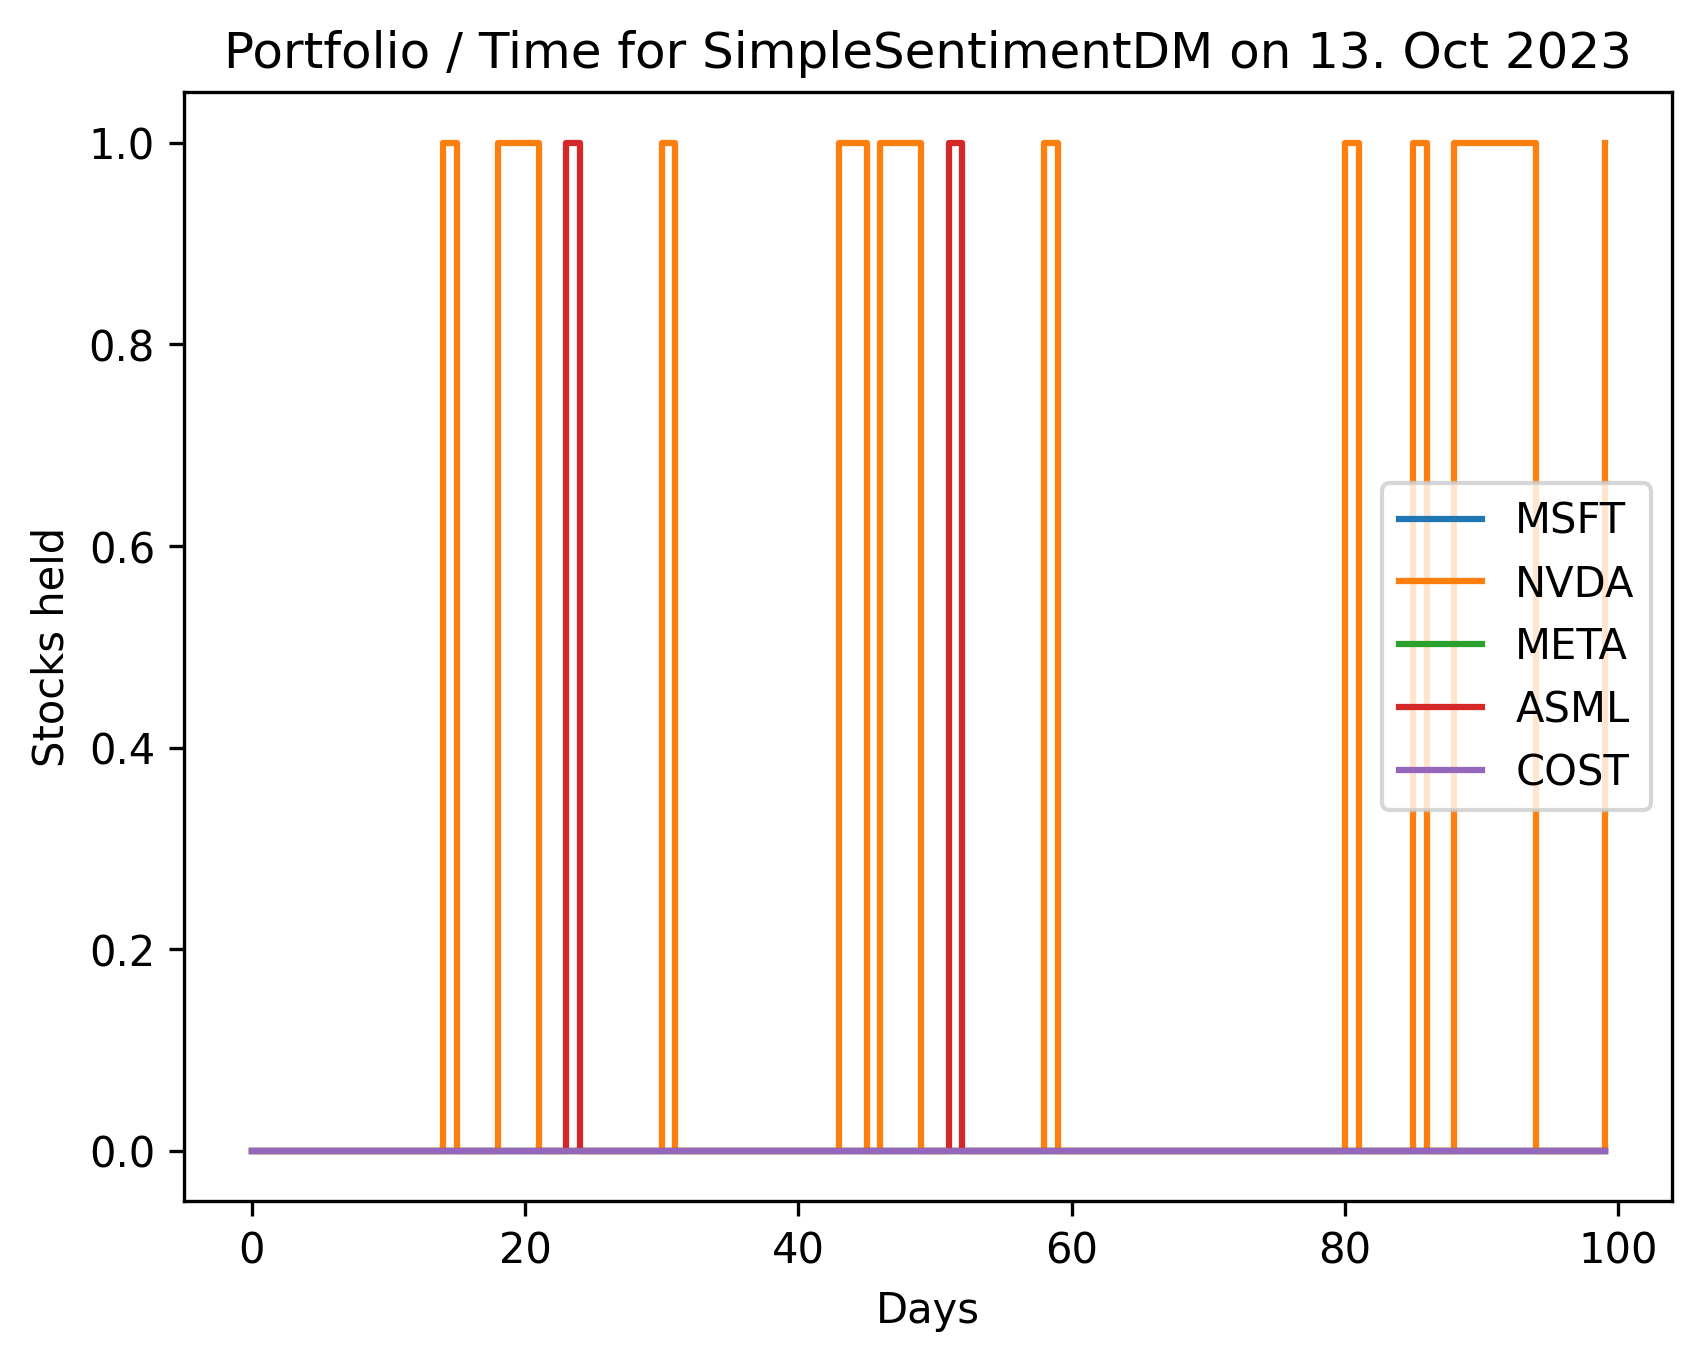 Portfolio / Time for SimpleSentimentDM on 13. Oct 2023
1.0
0.8
0.6
0.4
0.2
0.0
Stocks held
MSFT
NVDA
META
ASML
COST
0 20 40 60 80 100
Days